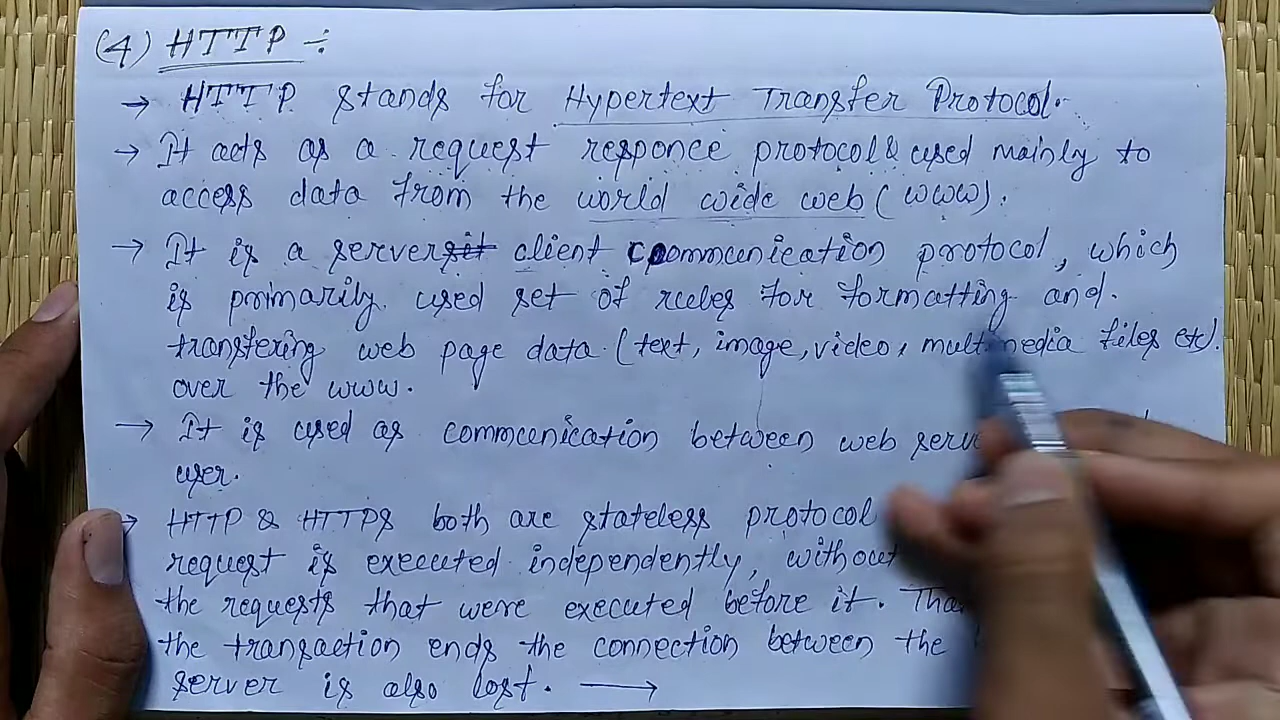 (4) HTTP ÷
→ HTTP stands for Hypertext Transfer Protocol.
→ It acts as a request responce protocol & used mainly to
access data from the world wide web (www).
→ It is a server client communication protocol, which
is primarily used set of rules for formatting and.
transfering web page data (text, image, video, multimedia files etc).
over the www.
→ It is used as communication between web
user.
→ HTTP & HTTPS both are stateless protocol
request is executed independently, without
the requests that were executed before it.
the transaction ends the connection between the
server is also lost. →